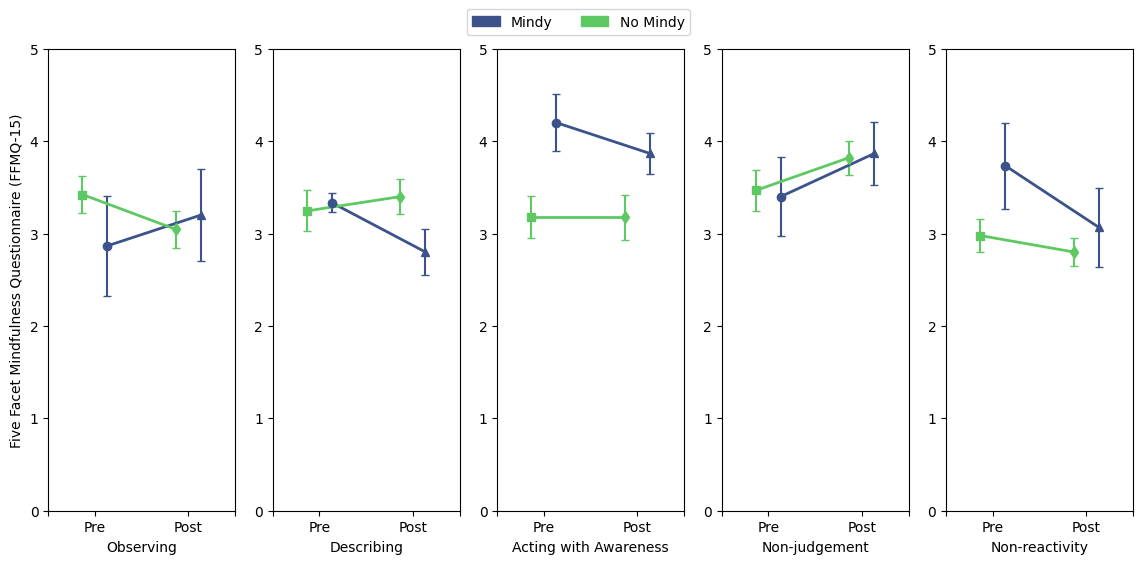 Mindy
No Mindy
Five Facet Mindfulness Questionnaire (FFMQ-15)
5
4
3
2
1
0
Pre
Post
Observing
5
4
3
2
1
0
Pre
Post
Describing
5
4
3
2
1
0
Pre
Post
Acting with Awareness
5
4
3
2
1
0
Pre
Post
Non-judgement
5
4
3
2
1
0
Pre
Post
Non-reactivity